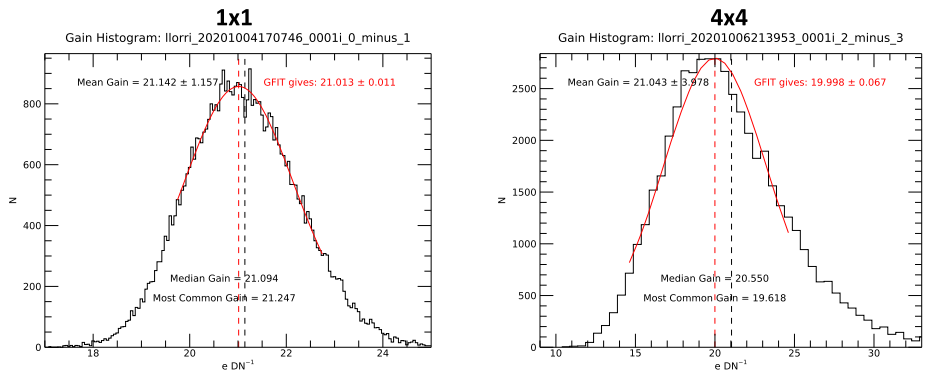 1x1
Gain Histogram: llorri_20201004170746_0001i_0_minus_1
Mean Gain = 21.142 ± 1.157
GFIT gives: 21.013 ± 0.011
800
600
N
400
200
Median Gain = 21.094
Most Common Gain = 21.247
0
18
20
22
24
e DN⁻¹
4x4
Gain Histogram: llorri_20201006213953_0001i_2_minus_3
Mean Gain = 21.043 ± 3.978
GFIT gives: 19.998 ± 0.067
2500
2000
1500
N
1000
Median Gain = 20.550
500
Most Common Gain = 19.618
0
10
15
20
25
30
e DN⁻¹